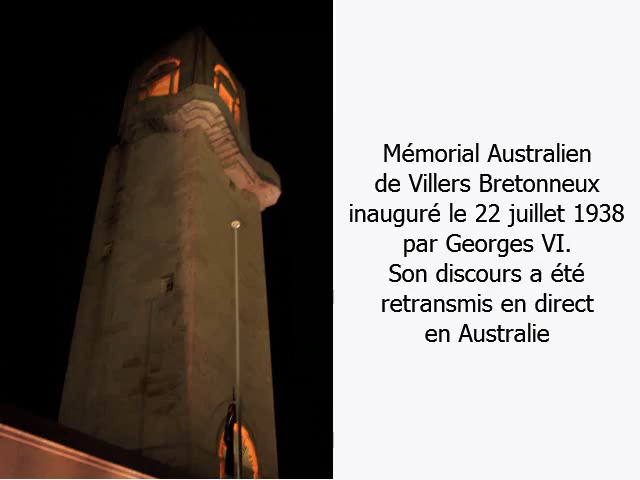 Mémorial Australien
de Villers Bretonneux
inauguré le 22 juillet 1938
par Georges VI.
Son discours a été
retransmis en direct
en Australie